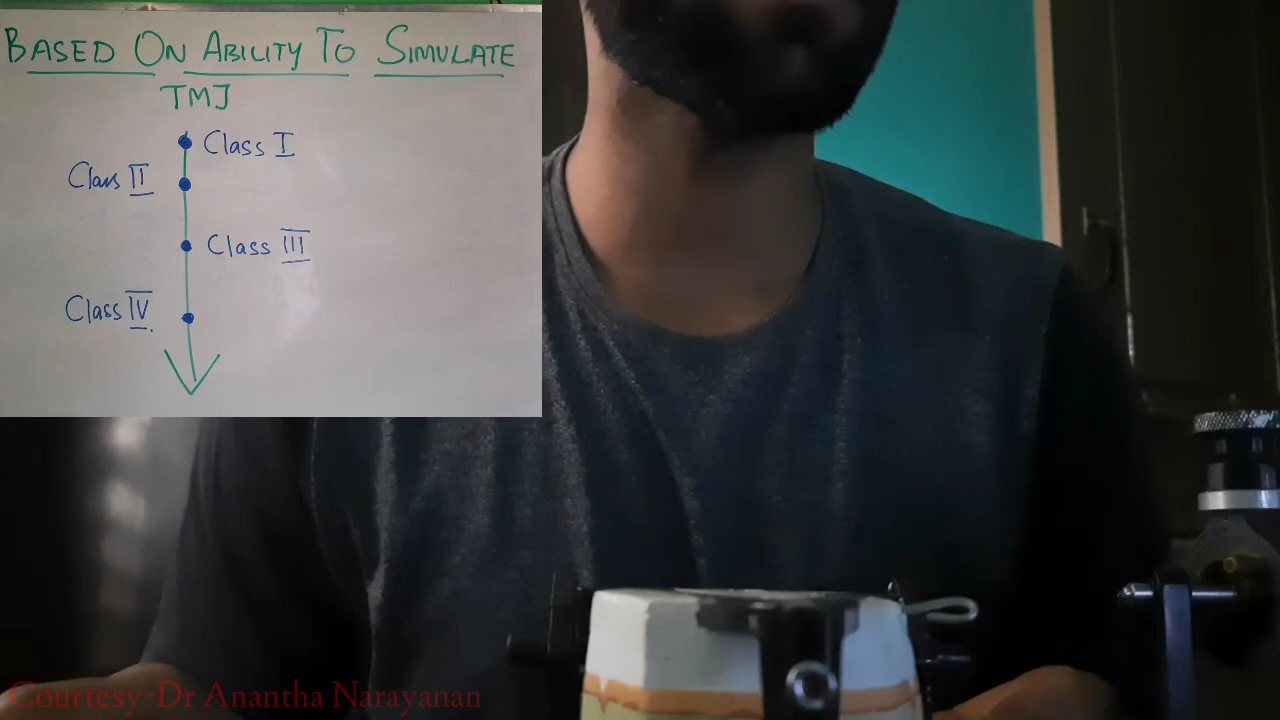 BASED ON ABILITY TO SIMULATE
TMJ
Class I
Class II
Class III
Class IV.
Courtesy-Dr Anantha Narayanan